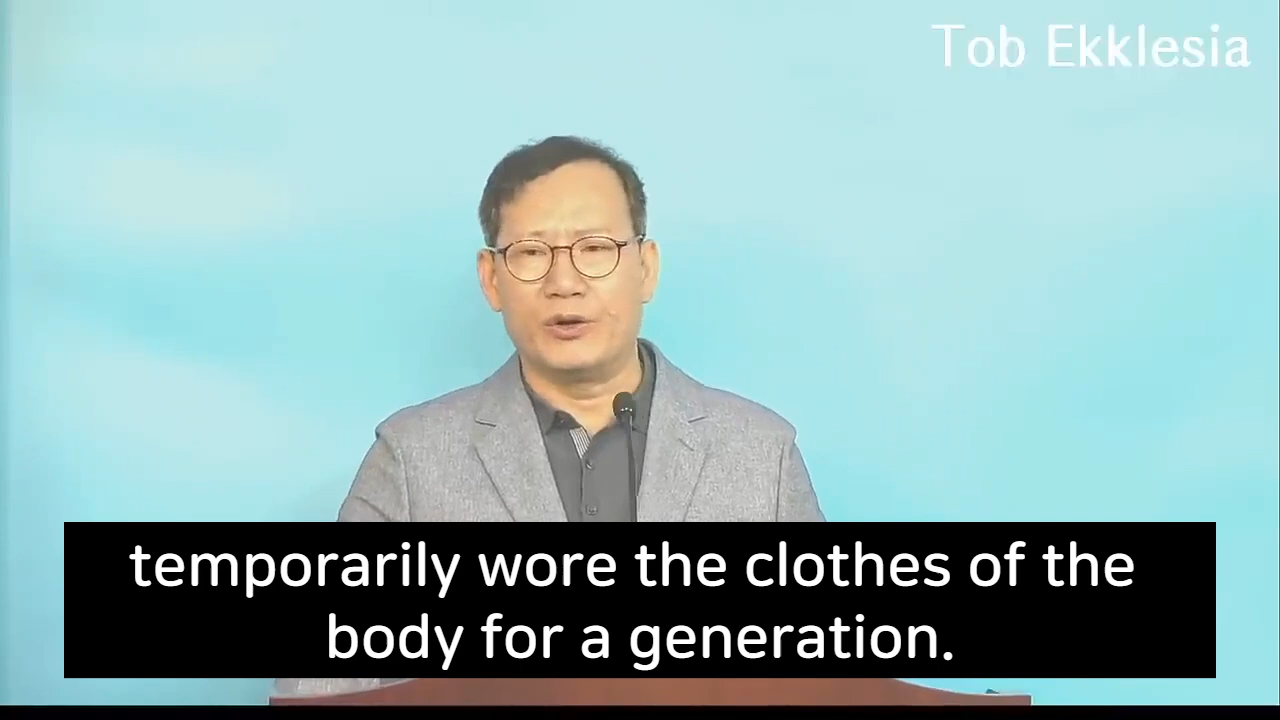 Tob Ekklesia
temporarily wore the clothes of the
body for a generation.